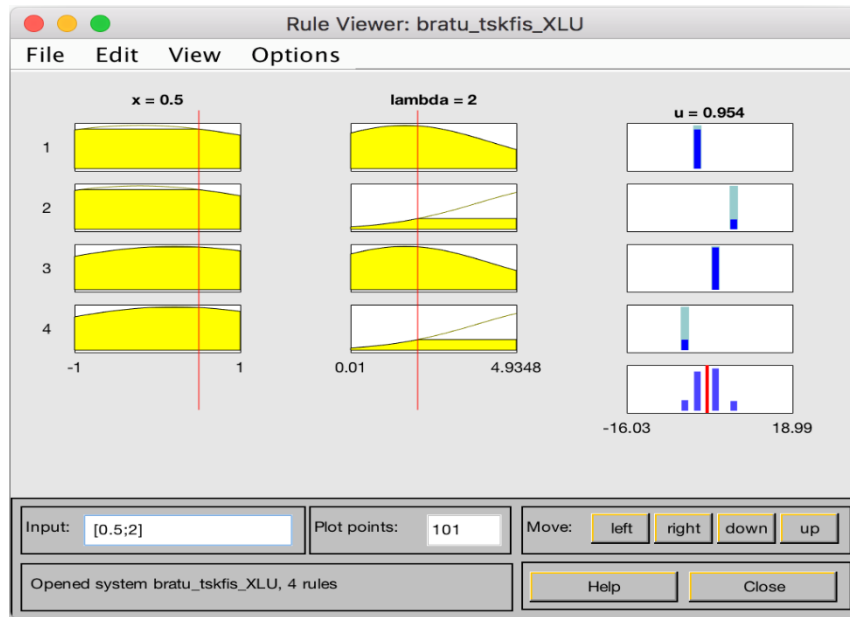 Rule Viewer: bratu_tskfis_XLU
File Edit View Options
x = 0.5 lambda = 2 u = 0.954
1
2
3
4
-1 1 0.01 4.9348
-16.03 18.99
Input: [0.5;2] Plot points: 101 Move: left right down up
Opened system bratu_tskfis_XLU, 4 rules Help Close